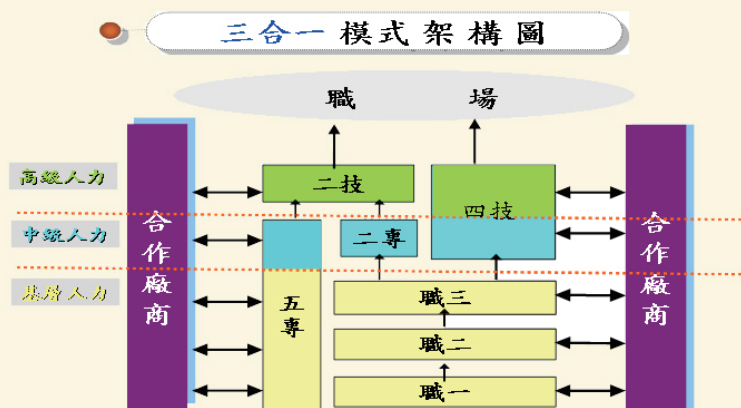 三合一模式架構圖
職場
高級人力
二技
四技
合作廠商
合作廠商
中級人力
二專
基層人力
五專
職三
職二
職一